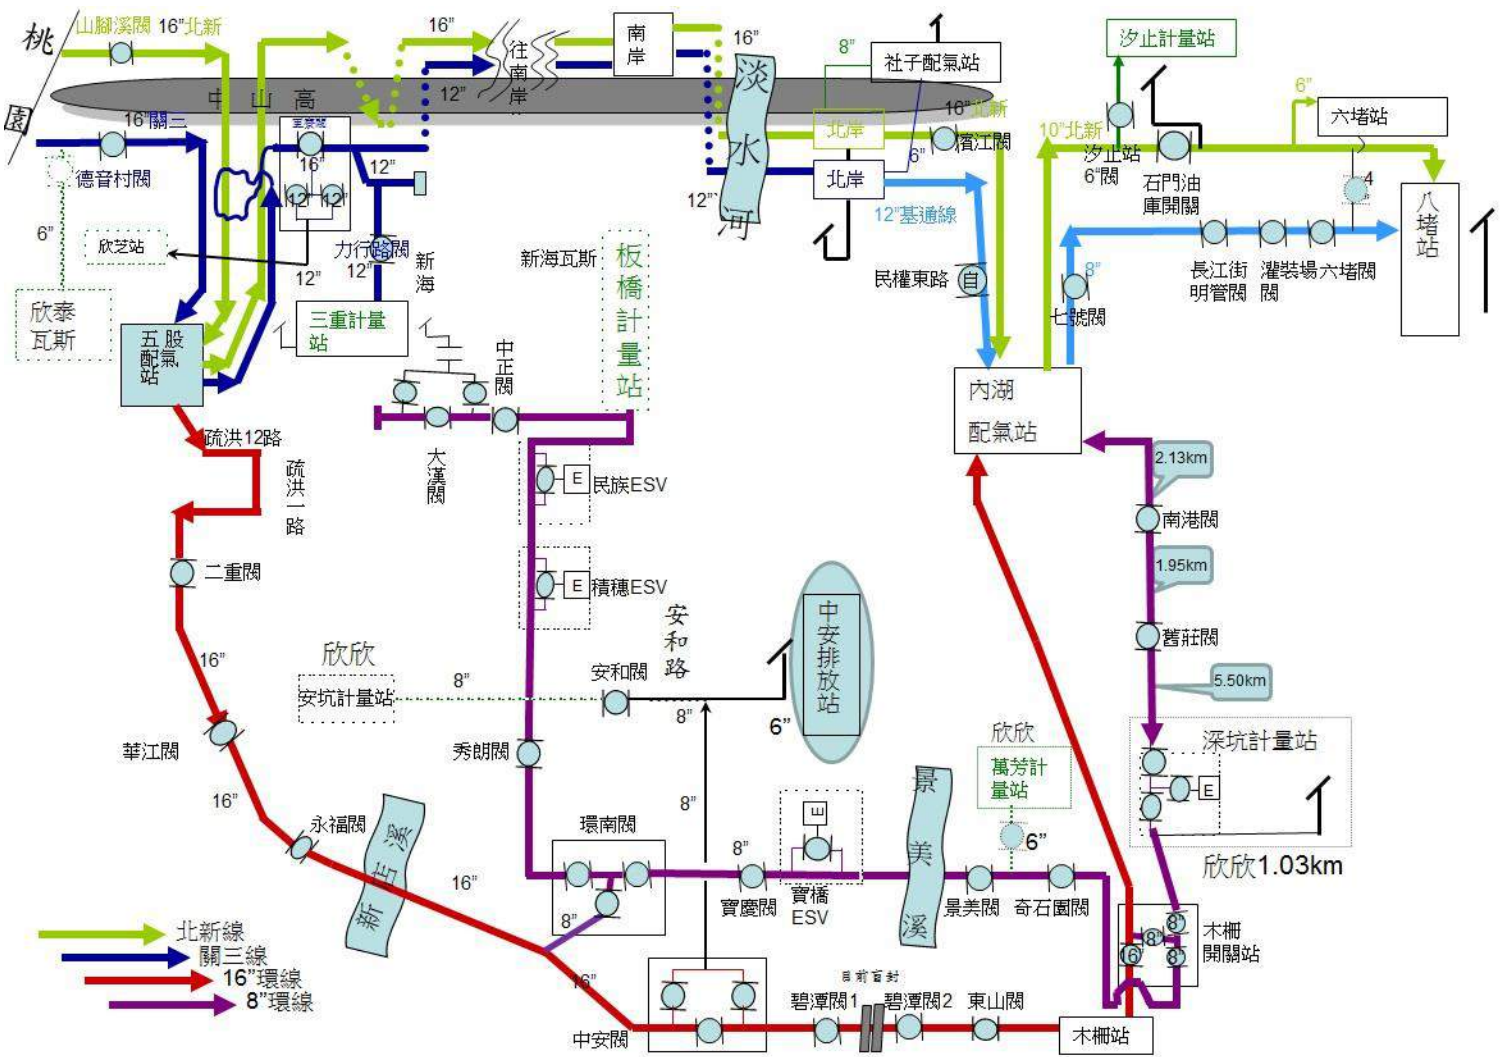 桃
園
山腳溪閥
16”北新
16”
往南岸
南岸
16”
淡水河
8”
社子配氣站
汐止計量站
6”
六堵站
中 山 高
12”
16”北新
北岸
濱江閥
10”北新
汐止站
6“閥
石門油
庫開關
4
八堵站
16”關三
德音村閥
16”
12”
12”
12”
6”
北岸
12”
12”基通線
6”
欣芝站
12”
力行路閥
12”
新海
新海瓦斯
板橋計量站
民權東路
自
8”
七號閥
長江街
明管閥
灌裝場
閥
六堵閥
欣泰
瓦斯
五股
配氣
站
三重計量
站
中正閥
內湖
配氣站
疏洪12路
疏洪一路
大漢閥
E
民族ESV
2.13km
南港閥
二重閥
E
積穗ESV
1.95km
舊莊閥
安和路
中安排放站
16”
欣欣
安坑計量站
8”
安和閥
8”
6”
5.50km
華江閥
秀朗閥
欣欣
萬芳計
量站
深坑計量站
E
16”
永福閥
新店溪
環南閥
8”
E
景美溪
6”
欣欣1.03km
16”
8”
8”
寶慶閥
寶橋
ESV
景美閥
奇石園閥
木柵
開關站
8”
8”
8”
16”
北新線
關三線
16”環線
8”環線
16”
中安閥
目前盲封
碧潭閥1
碧潭閥2
東山閥
木柵站